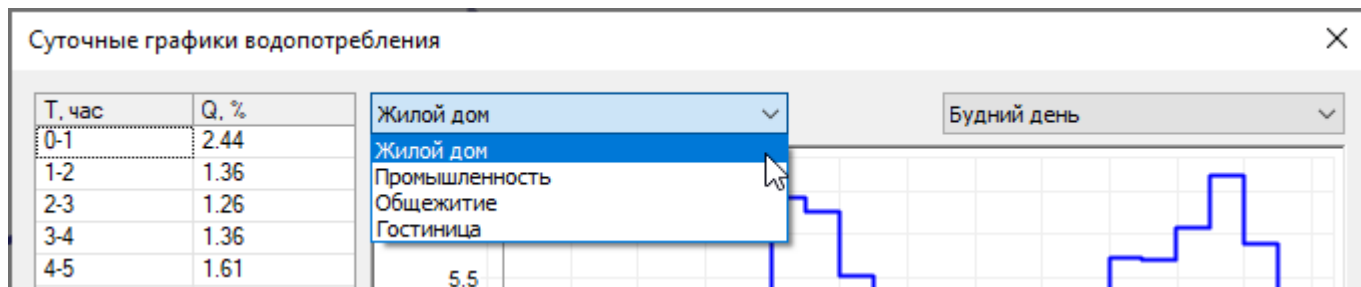 Суточные графики водопотребления
T, час Q, %
0-1 2.44
1-2 1.36
2-3 1.26
3-4 1.36
4-5 1.61
Жилой дом
Жилой дом
Промышленность
Общежитие
Гостиница
Будний день
5.5